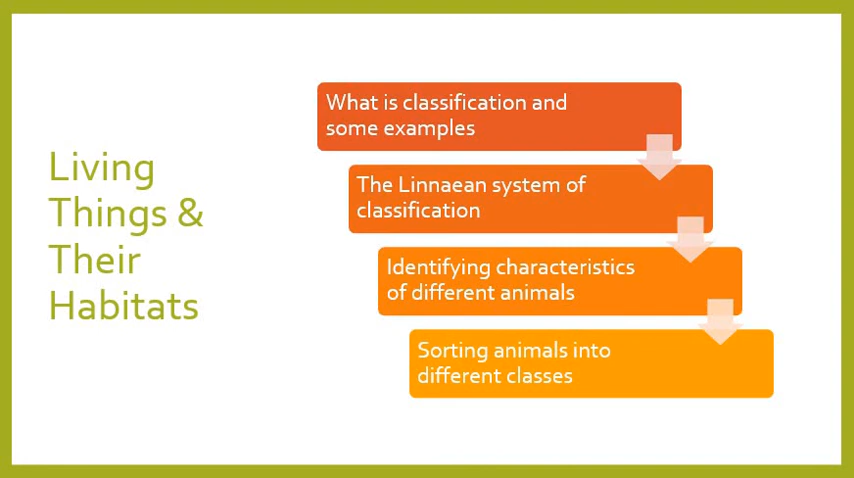 Living
Things &
Their
Habitats
What is classification and
some examples
The Linnaean system of
classification
Identifying characteristics
of different animals
Sorting animals into
different classes